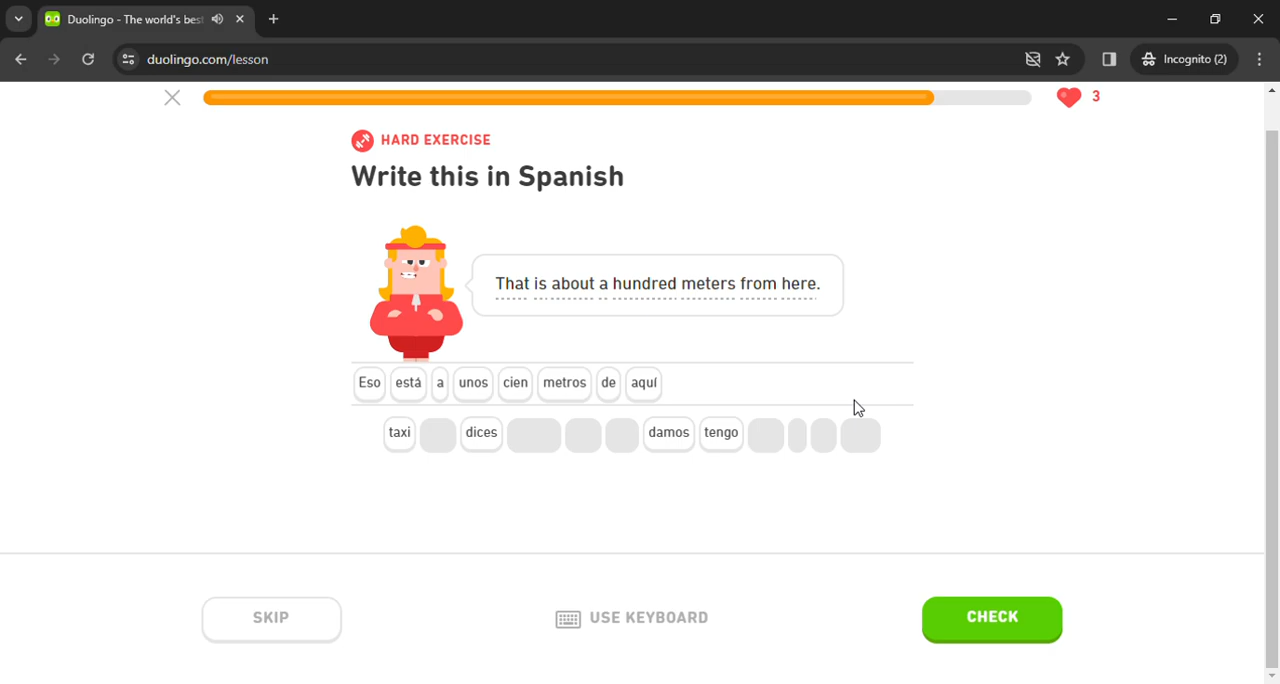 Duolingo - The world's best
duolingo.com/lesson
Incognito (2)
3
HARD EXERCISE
Write this in Spanish
That is about a hundred meters from here.
Eso está a unos cien metros de aquí
taxi dices damos tengo
SKIP
USE KEYBOARD
CHECK